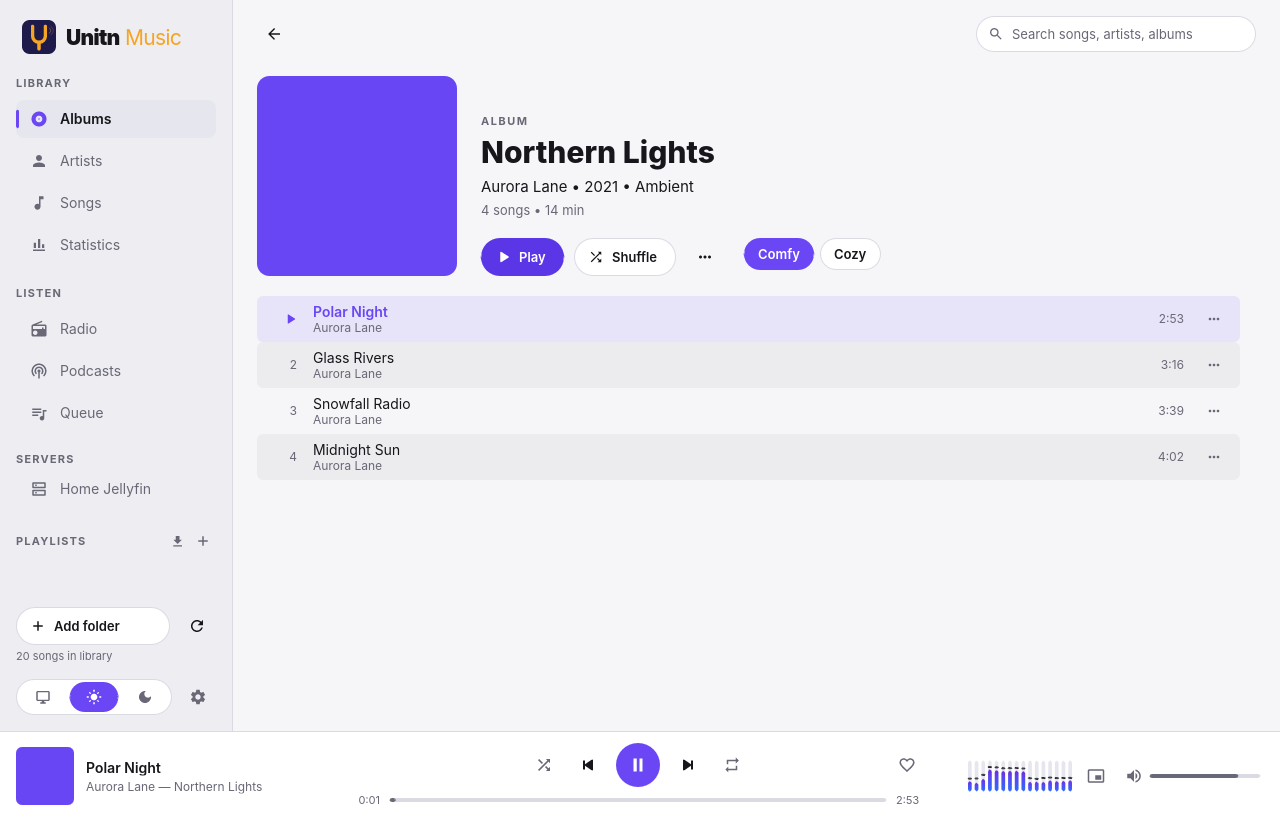 Unitn Music
LIBRARY
Albums
Artists
Songs
Statistics
LISTEN
Radio
Podcasts
Queue
SERVERS
Home Jellyfin
PLAYLISTS
Add folder
20 songs in library
Search songs, artists, albums
ALBUM
Northern Lights
Aurora Lane • 2021 • Ambient
4 songs • 14 min
Play
Shuffle
Comfy
Cozy
Polar Night
Aurora Lane
2:53
2
Glass Rivers
Aurora Lane
3:16
3
Snowfall Radio
Aurora Lane
3:39
4
Midnight Sun
Aurora Lane
4:02
Polar Night
Aurora Lane — Northern Lights
0:01
2:53